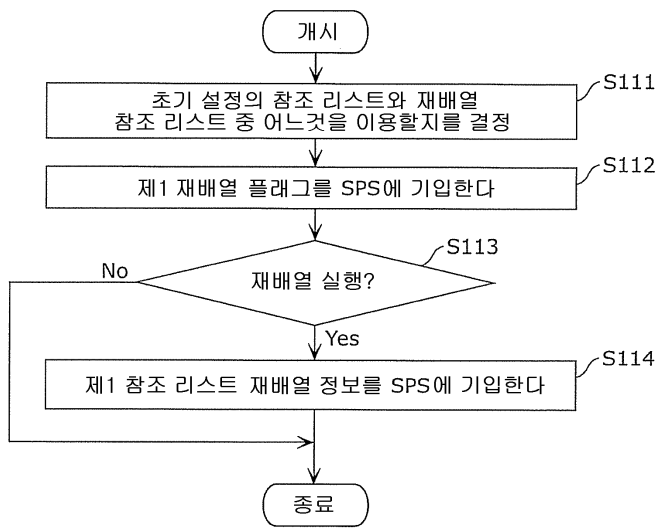 개시
S111
초기 설정의 참조 리스트와 재배열
참조 리스트 중 어느것을 이용할지를 결정
S112
제1 재배열 플래그를 SPS에 기입한다
S113
No
재배열 실행?
Yes
S114
제1 참조 리스트 재배열 정보를 SPS에 기입한다
종료